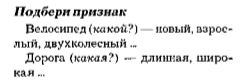 Подбери признак
Велосипед (какой?) — новый, взрос-
лый, двухколесный ...
Дорога (какая?) — длинная, широ-
кая ...